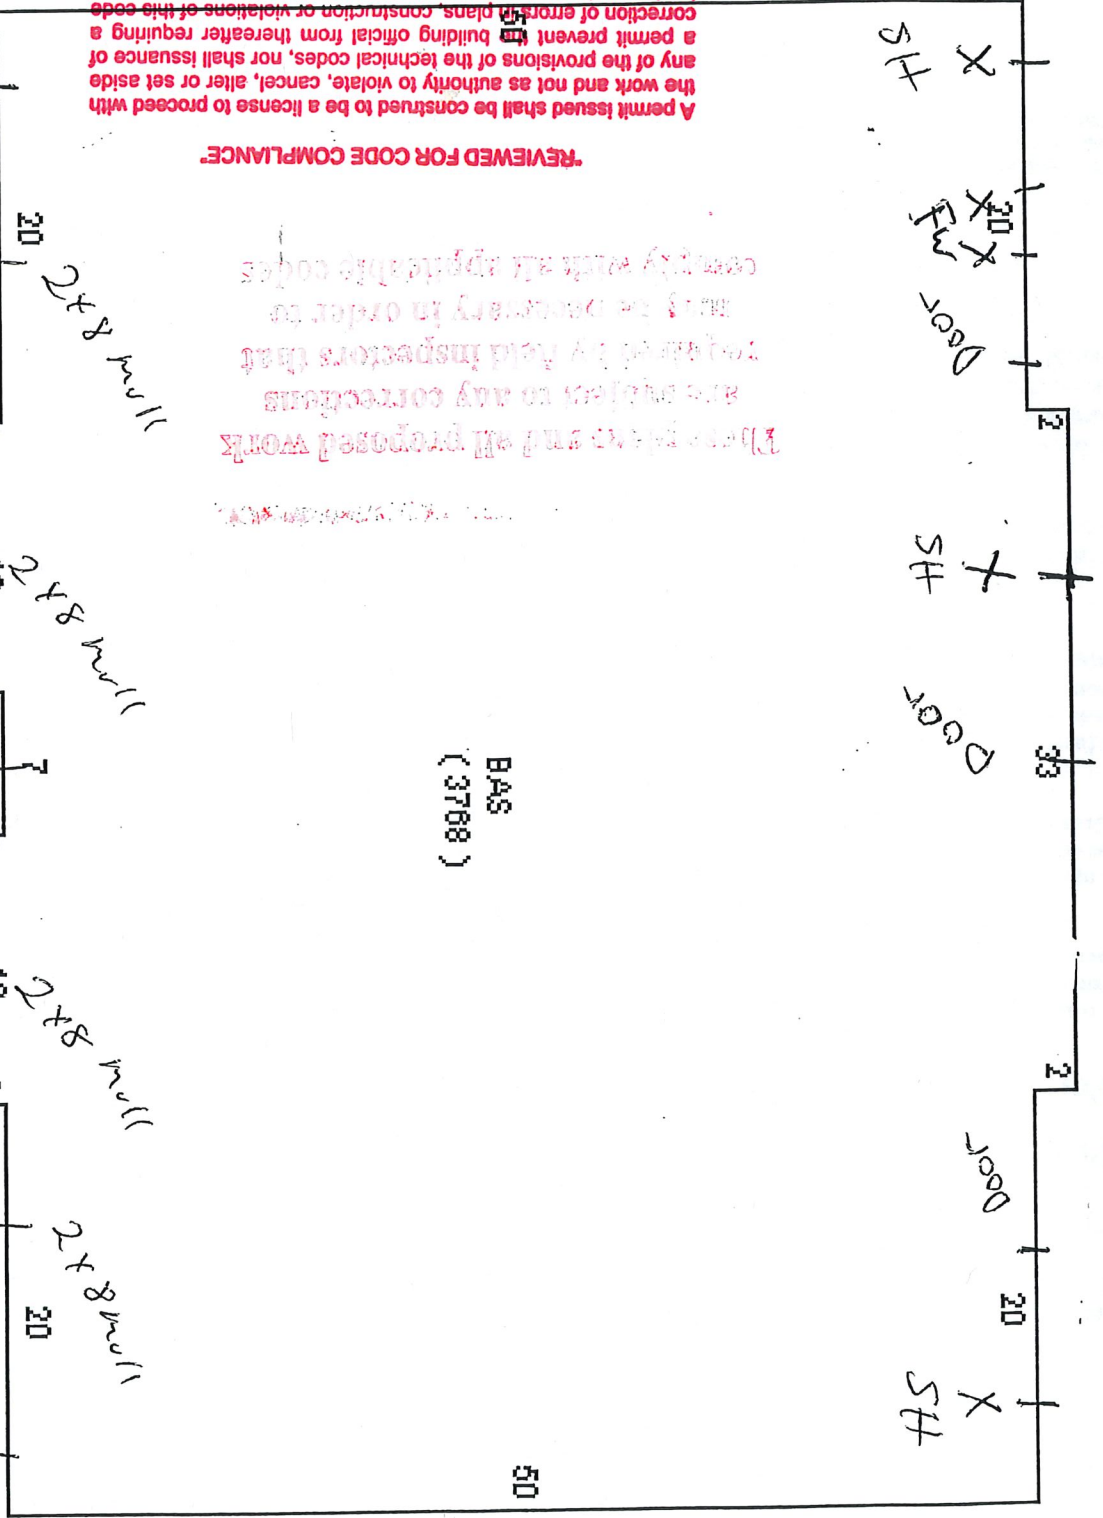 These plans and all proposed work
are subject to any corrections
required by field inspectors that
may be necessary in order to
comply with all applicable codes
"REVIEWED FOR CODE COMPLIANCE"
A permit issued shall be construed to be a license to proceed with
the work and not as authority to violate, cancel, alter or set aside
any of the provisions of the technical codes, nor shall issuance of
a permit prevent the building official from thereafter requiring a
correction of errors in plans, construction or violations of this code
50
X
SH
20
X
X
FW
Door
2
X
SH
33
Door
2
Door
20
X
SH
BAS
(3768)
50
20
2x8 mull
2x8 mull
7
2x8 mull
2x8 mull
20